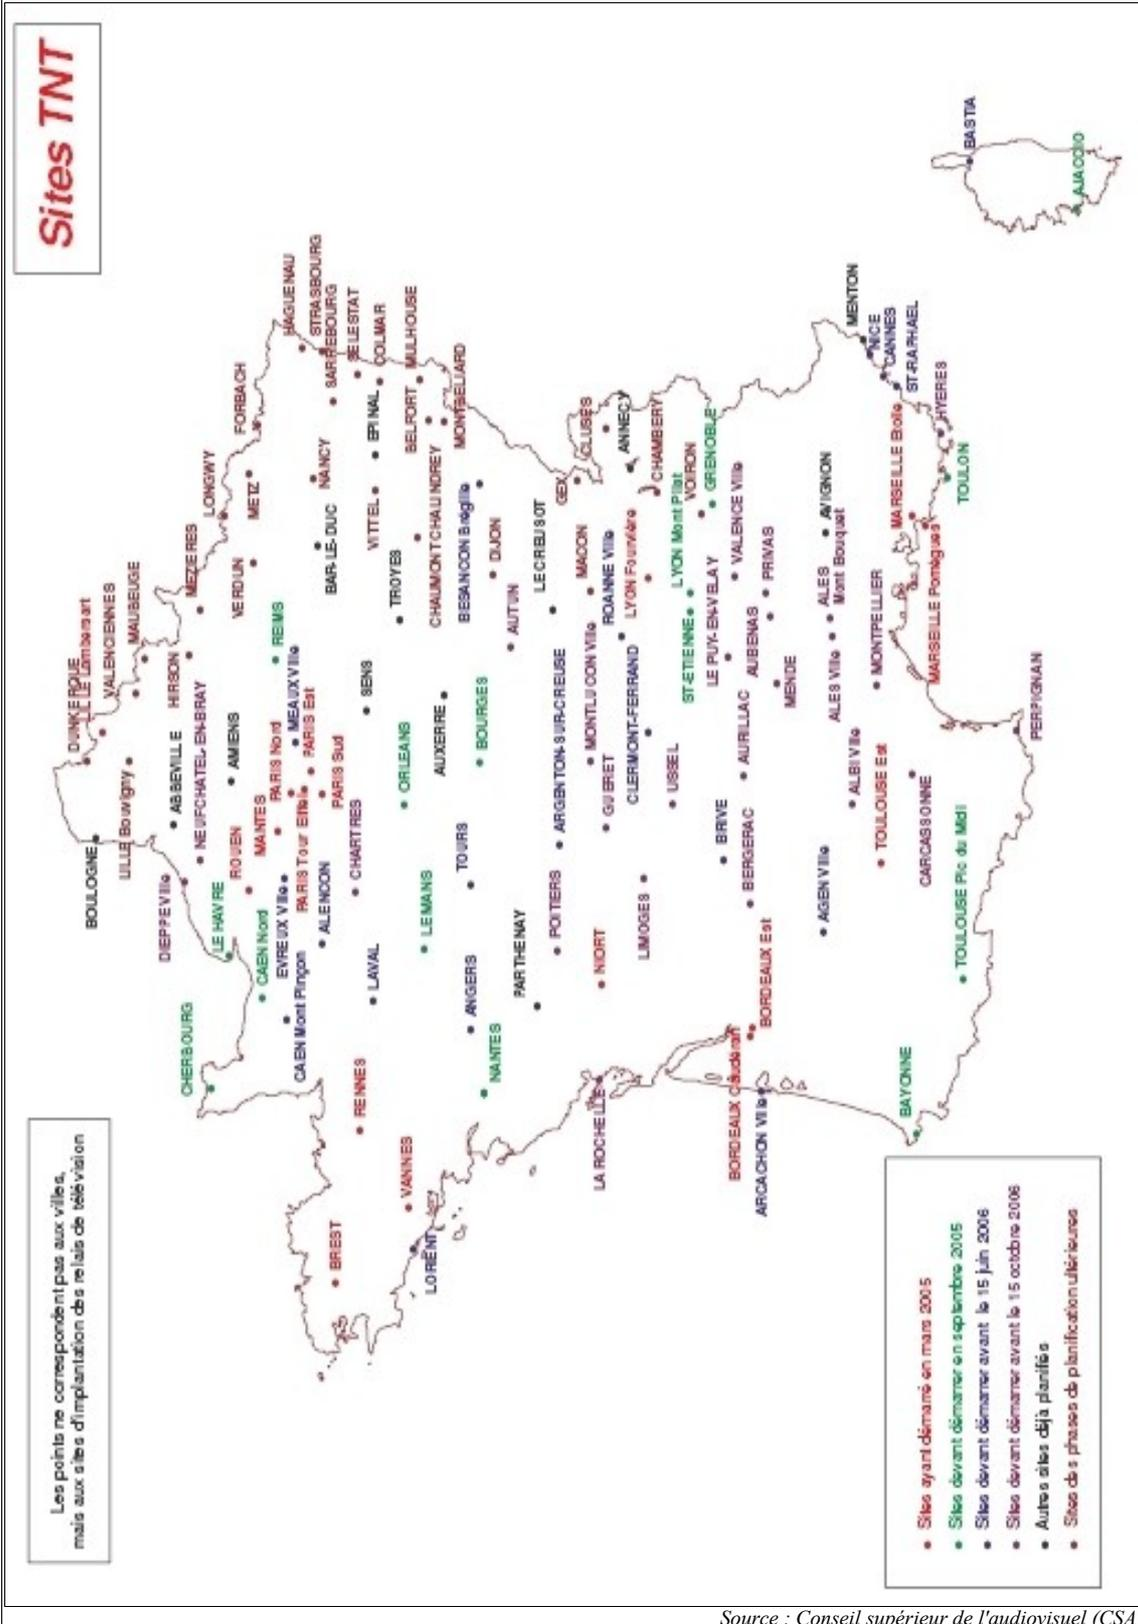 Sites TNT
Les points ne correspondent pas aux villes,
mais aux sites d'implantation des relais de télévision
DUNKERQUE
LILLE Lambersart
VALENCIENNES
MAUBEUGE
BOULOGNE
LILLE Bouvigny
HIRSON
MEZIERES
ABBEVILLE
NEUFCHATEL-EN-BRAY
AMIENS
DIEPPE Ville
LE HAVRE
ROUEN
MANTES
PARIS Nord
MEAUX Ville
PARIS Est
PARIS Tour Eiffel
PARIS Sud
REIMS
VERDUN
LONGWY
METZ
FORBACH
HAGUENAU
STRASBOURG
SARREBOURG
SELESTAT
COLMAR
MULHOUSE
NANCY
EPINAL
BELFORT
MONTBELIARD
BAR-LE-DUC
VITTEL
TROYES
CHAUMONT CHALINDREY
BESANCON Brégille
CHERBOURG
CAEN Nord
EVREUX Ville
CAEN Mont Pinçon
ALENCON
CHARTRES
LAVAL
RENNES
BREST
VANNES
LORIENT
LE MANS
ORLEANS
SENS
AUXERRE
BOURGES
TOURS
ANGERS
NANTES
PARTHENAY
POITIERS
NIORT
LA ROCHELLE
ARGENTON-SUR-CREUSE
MONTLUCON Ville
GUERET
CLERMONT-FERRAND
LIMOGES
USSEL
DIJON
AUTUN
LE CREUSOT
MACON
ROANNE Ville
LYON Fourvière
GEX
CLUSES
ANNECY
CHAMBERY
VOIRON
GRENOBLE
LYON Mont Pilat
ST-ETIENNE
LE PUY-EN-VELAY
VALENCE Ville
PRIVAS
AUBENAS
MENDE
AURILLAC
BRIVE
BERGERAC
BORDEAUX Est
BORDEAUX Caudéran
ARCACHON Ville
AGEN Ville
ALBI Ville
TOULOUSE Est
CARCASSONNE
TOULOUSE Pic du Midi
BAYONNE
PERPIGNAN
ALES Ville
ALES
Mont Bouquet
MONTPELLIER
AVIGNON
MARSEILLE Etoile
MARSEILLE Pomègues
TOULON
HYERES
ST-RAPHAEL
CANNES
NICE
MENTON
BASTIA
AJACCIO
Sites ayant démarré en mars 2005
Sites devant démarrer en septembre 2005
Sites devant démarrer avant le 15 juin 2006
Sites devant démarrer avant le 15 octobre 2006
Autres sites déjà planifiés
Sites des phases de planification ultérieures
Source : Conseil supérieur de l'audiovisuel (CSA